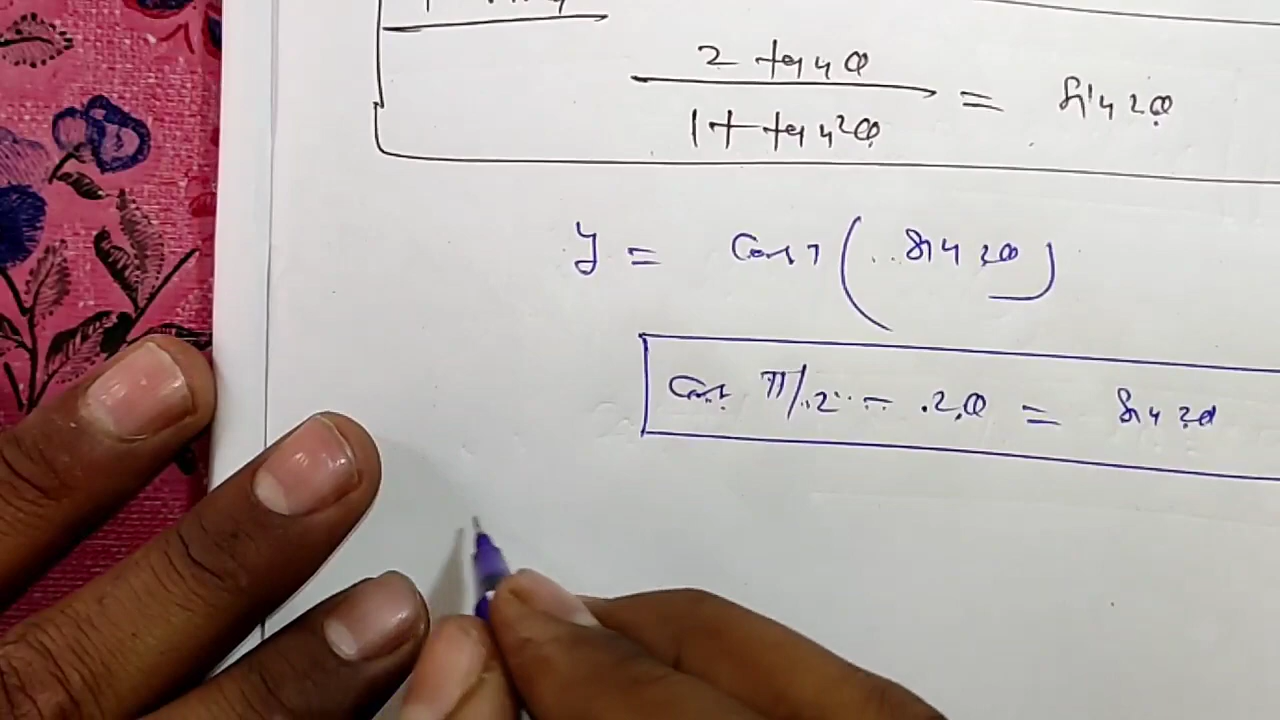 2 tan θ
1 + tan²θ = sin 2θ
y = cos⁻¹ ( sin 2θ )
cos π/2 - 2θ = sin 2θ